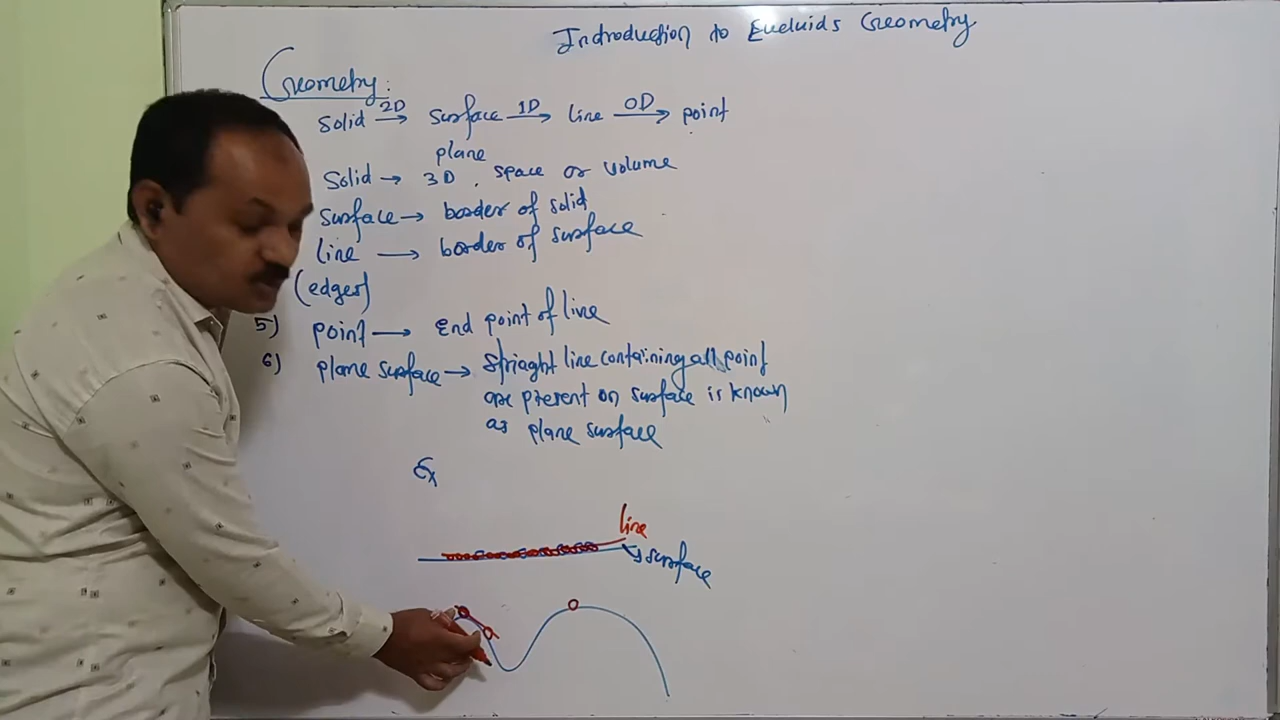 Indroduction to Eucluids Geometry
Geometry:
Solid 2D→ Surface 1D→ line 0D→ point
plane
Solid → 3D, space or volume
Surface → border of solid
line → border of surface
(edges)
5) point → End point of line
6) plane surface → Striaght line containing all point
are present on surface is known
as plane surface
Ex
line
surface